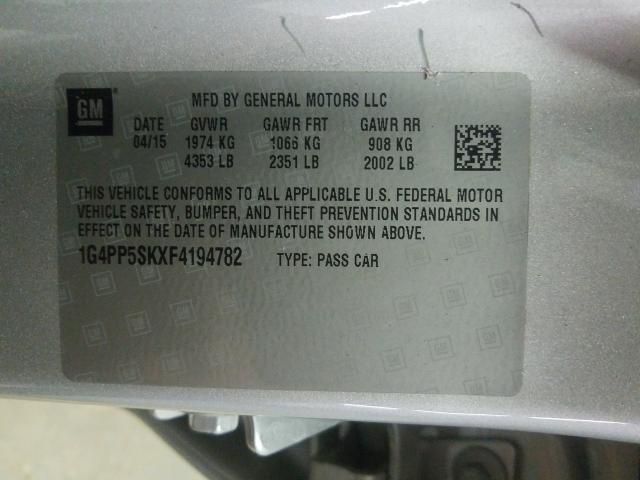 GM
MFD BY GENERAL MOTORS LLC
DATE GVWR GAWR FRT GAWR RR
04/15 1974 KG 1066 KG 908 KG
4353 LB 2351 LB 2002 LB
THIS VEHICLE CONFORMS TO ALL APPLICABLE U.S. FEDERAL MOTOR
VEHICLE SAFETY, BUMPER, AND THEFT PREVENTION STANDARDS IN
EFFECT ON THE DATE OF MANUFACTURE SHOWN ABOVE.
1G4PP5SKXF4194782 TYPE: PASS CAR